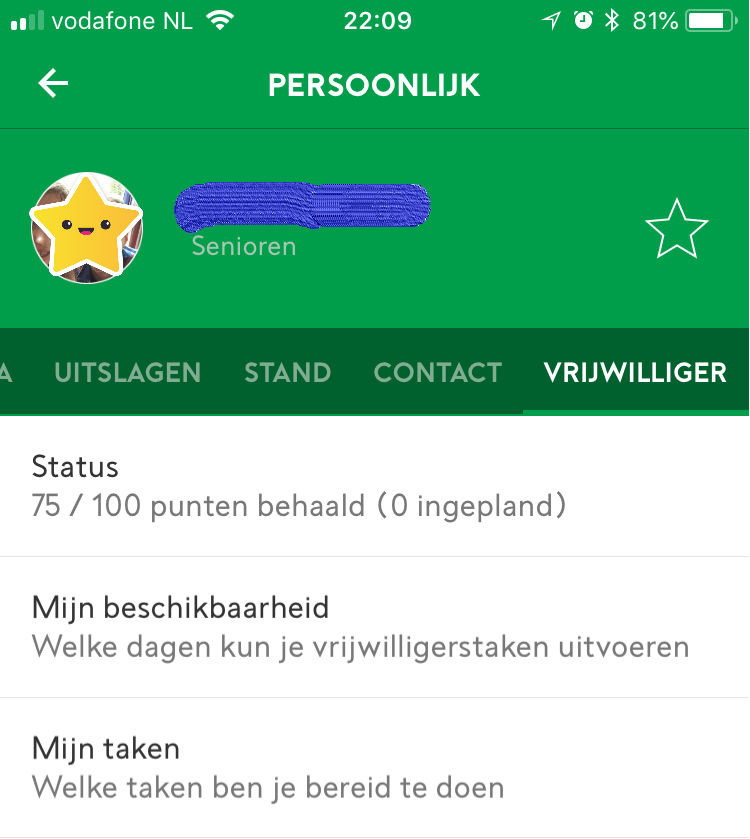 vodafone NL 22:09 81%
PERSOONLIJK
Senioren
A UITSLAGEN STAND CONTACT VRIJWILLIGER
Status
75 / 100 punten behaald (0 ingepland)
Mijn beschikbaarheid
Welke dagen kun je vrijwilligerstaken uitvoeren
Mijn taken
Welke taken ben je bereid te doen